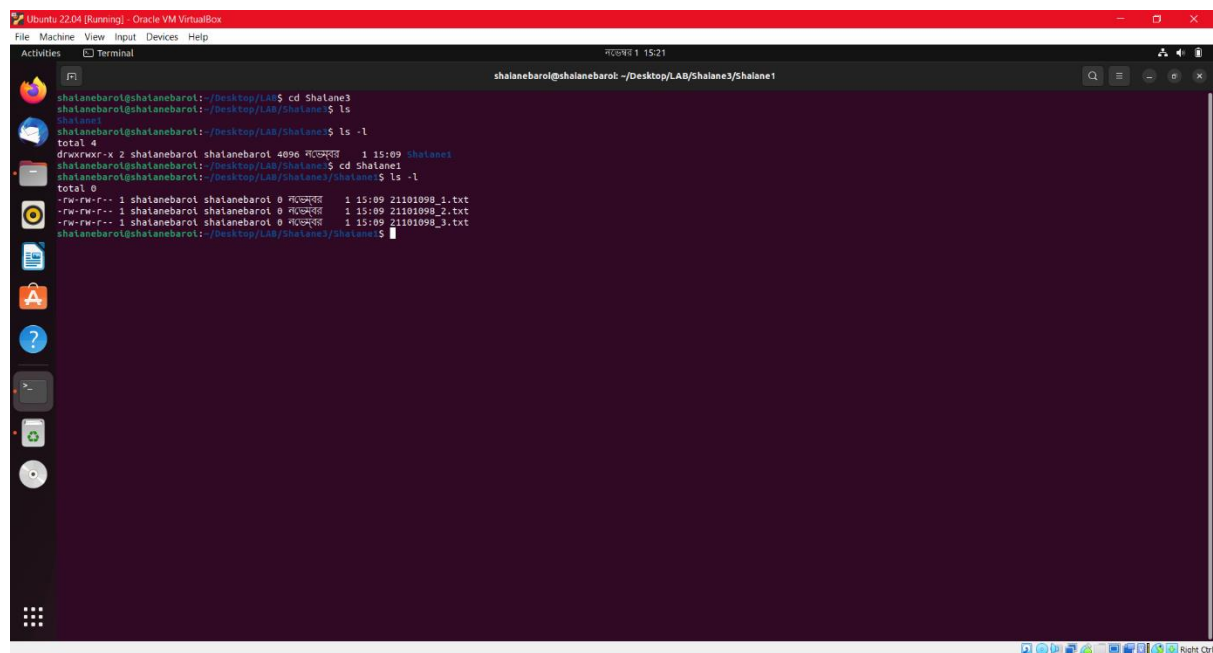 Ubuntu 22.04 [Running] - Oracle VM VirtualBox
File Machine View Input Devices Help
Activities Terminal নভেম্বর 1 15:21
shaianebaroi@shaianebaroi: ~/Desktop/LAB/Shaiane3/Shaiane1
shaianebaroi@shaianebaroi:~/Desktop/LAB$ cd Shaiane3
shaianebaroi@shaianebaroi:~/Desktop/LAB/Shaiane3$ ls
Shaiane1
shaianebaroi@shaianebaroi:~/Desktop/LAB/Shaiane3$ ls -l
total 4
drwxrwxr-x 2 shaianebaroi shaianebaroi 4096 নভেম্বর 1 15:09 Shaiane1
shaianebaroi@shaianebaroi:~/Desktop/LAB/Shaiane3$ cd Shaiane1
shaianebaroi@shaianebaroi:~/Desktop/LAB/Shaiane3/Shaiane1$ ls -l
total 0
-rw-rw-r-- 1 shaianebaroi shaianebaroi 0 নভেম্বর 1 15:09 21101098_1.txt
-rw-rw-r-- 1 shaianebaroi shaianebaroi 0 নভেম্বর 1 15:09 21101098_2.txt
-rw-rw-r-- 1 shaianebaroi shaianebaroi 0 নভেম্বর 1 15:09 21101098_3.txt
shaianebaroi@shaianebaroi:~/Desktop/LAB/Shaiane3/Shaiane1$
Right Ctrl